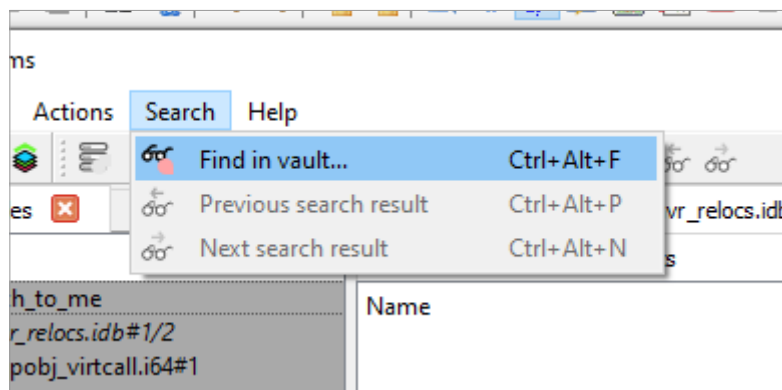 ms
Actions Search Help
Find in vault... Ctrl+Alt+F
es Previous search result Ctrl+Alt+P vr_relocs.idb
Next search result Ctrl+Alt+N s
h_to_me Name
r_relocs.idb#1/2
pobj_virtcall.i64#1